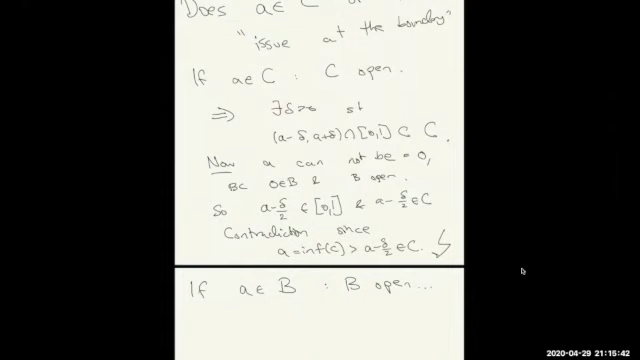 Does a ∈ C or
"issue at the boundary"
If a ∈ C : C open.
⇒ ∃ δ>0 st
(a-δ, a+δ) ∩ [0,1] ⊂ C.
Now a can not be = 0,
BC 0∈B & B open.
So a-δ/2 ∈ [0,1] & a-δ/2 ∈ C
Contradiction since
a = inf(C) > a-δ/2 ∈ C.
If a ∈ B : B open...
2020-04-29 21:15:42